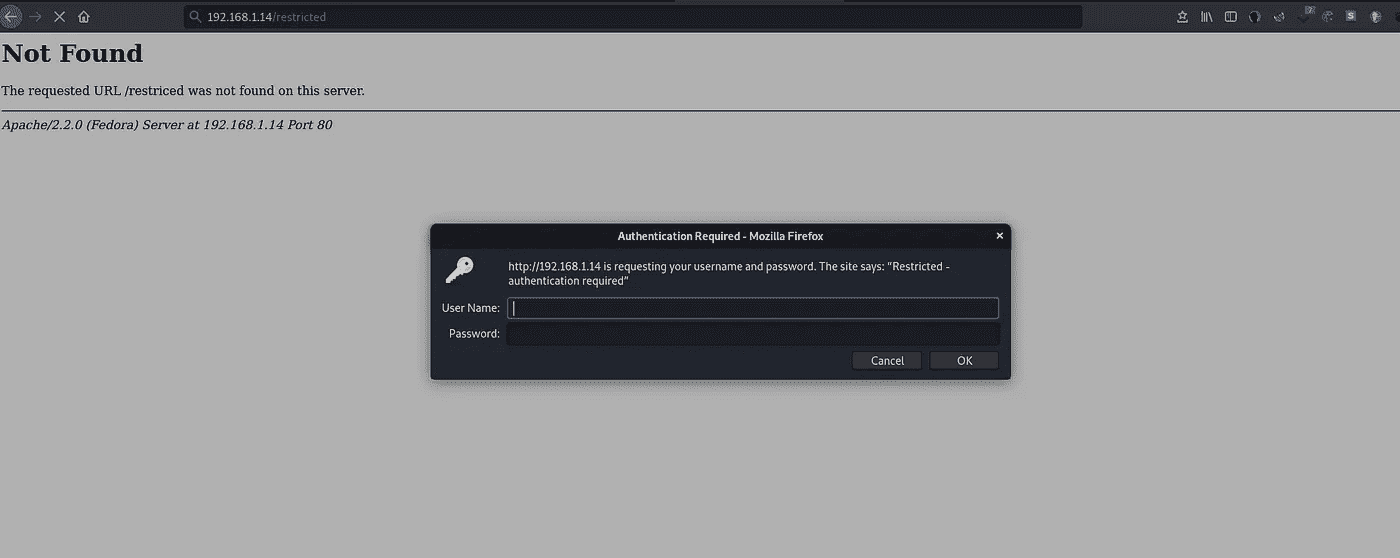 192.168.1.14/restricted
Not Found
The requested URL /restriced was not found on this server.
Apache/2.2.0 (Fedora) Server at 192.168.1.14 Port 80
Authentication Required - Mozilla Firefox
http://192.168.1.14 is requesting your username and password. The site says: “Restricted -
authentication required”
User Name:
Password:
Cancel OK